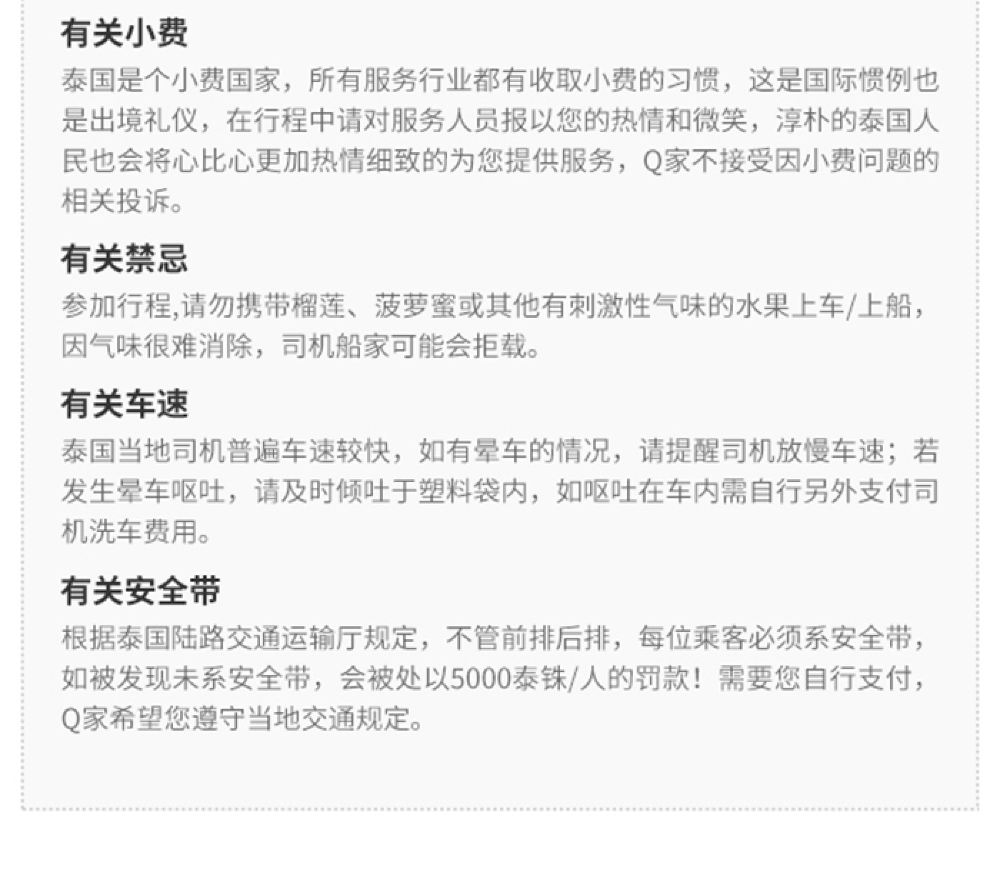 有关小费
泰国是个小费国家，所有服务行业都有收取小费的习惯，这是国际惯例也
是出境礼仪，在行程中请对服务人员报以您的热情和微笑，淳朴的泰国人
民也会将心比心更加热情细致的为您提供服务，Q家不接受因小费问题的
相关投诉。
有关禁忌
参加行程,请勿携带榴莲、菠萝蜜或其他有刺激性气味的水果上车/上船，
因气味很难消除，司机船家可能会拒载。
有关车速
泰国当地司机普遍车速较快，如有晕车的情况，请提醒司机放慢车速；若
发生晕车呕吐，请及时倾吐于塑料袋内，如呕吐在车内需自行另外支付司
机洗车费用。
有关安全带
根据泰国陆路交通运输厅规定，不管前排后排，每位乘客必须系安全带，
如被发现未系安全带，会被处以5000泰铢/人的罚款！需要您自行支付，
Q家希望您遵守当地交通规定。